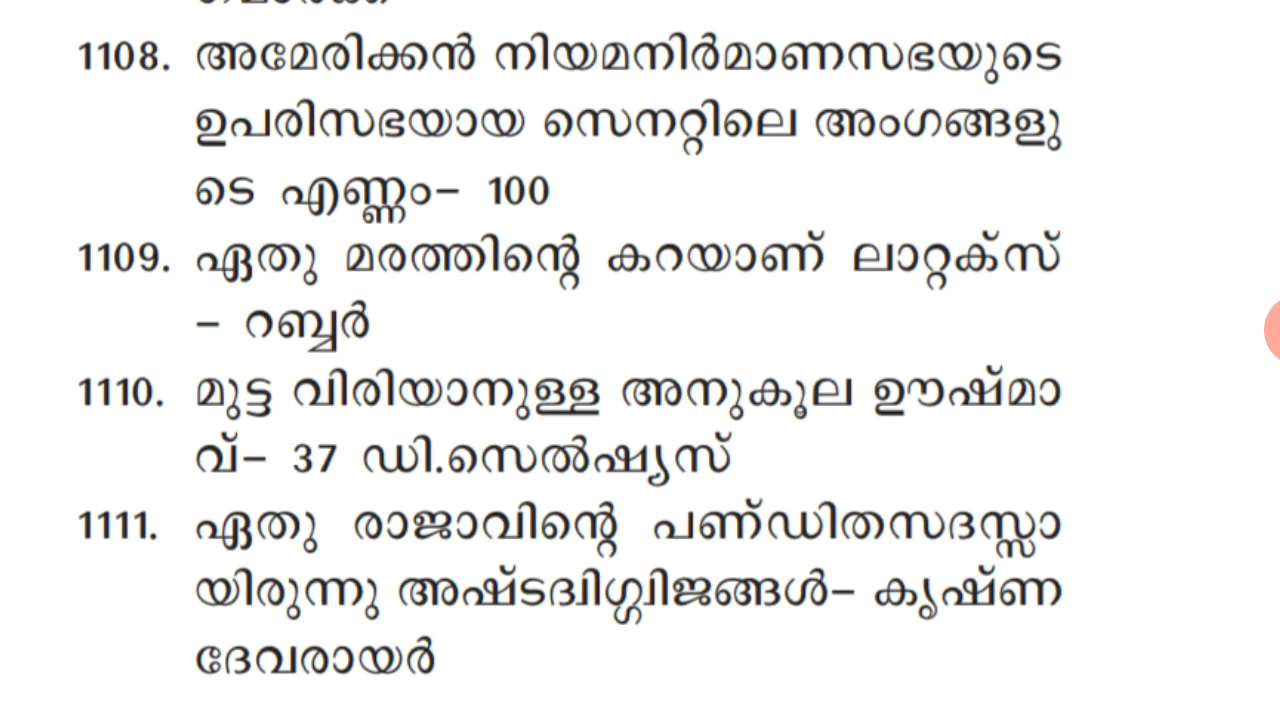 1108. അമേരിക്കൻ നിയമനിർമാണസഭയുടെ
ഉപരിസഭയായ സെനറ്റിലെ അംഗങ്ങളു
ടെ എണ്ണം- 100
1109. ഏതു മരത്തിന്റെ കറയാണ് ലാറ്റക്സ്
- റബ്ബർ
1110. മുട്ട വിരിയാനുള്ള അനുകൂല ഊഷ്മാ
വ്- 37 ഡി.സെൽഷ്യസ്
1111. ഏതു രാജാവിന്റെ പണ്ഡിതസദസ്സാ
യിരുന്നു അഷ്ടദ്വിഗ്ഗ്വിജങ്ങൾ- കൃഷ്ണ
ദേവരായർ